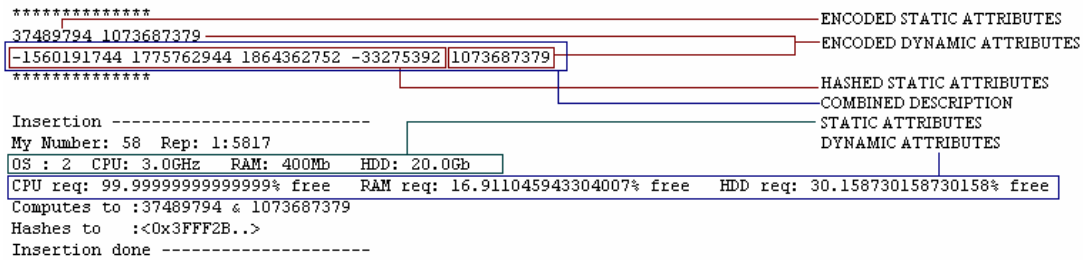 **************
37489794 1073687379
-1560191744 1775762944 1864362752 -33275392 1073687379
**************
Insertion --------------------------
My Number: 58 Rep: 1:5817
OS : 2 CPU: 3.0GHz RAM: 400Mb HDD: 20.0Gb
CPU req: 99.99999999999999% free RAM req: 16.911045943304007% free HDD req: 30.158730158730158% free
Computes to :37489794 & 1073687379
Hashes to :<0x3FFF2B..>
Insertion done ---------------------
ENCODED STATIC ATTRIBUTES
ENCODED DYNAMIC ATTRIBUTES
HASHED STATIC ATTRIBUTES
COMBINED DESCRIPTION
STATIC ATTRIBUTES
DYNAMIC ATTRIBUTES